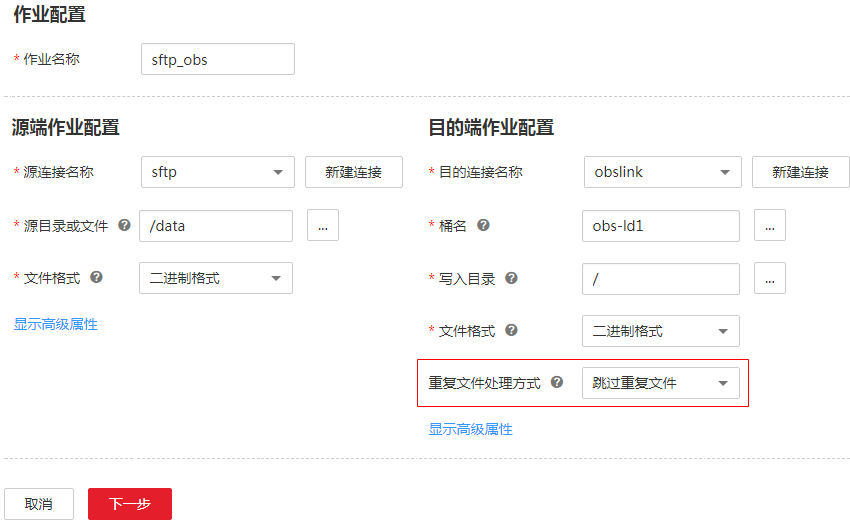 作业配置
* 作业名称 sftp_obs
源端作业配置
* 源连接名称 sftp 新建连接
* 源目录或文件 ? /data ...
* 文件格式 ? 二进制格式
显示高级属性
目的端作业配置
* 目的连接名称 obslink 新建连接
* 桶名 ? obs-ld1 ...
* 写入目录 ? / ...
* 文件格式 ? 二进制格式
重复文件处理方式 ? 跳过重复文件
显示高级属性
取消 下一步